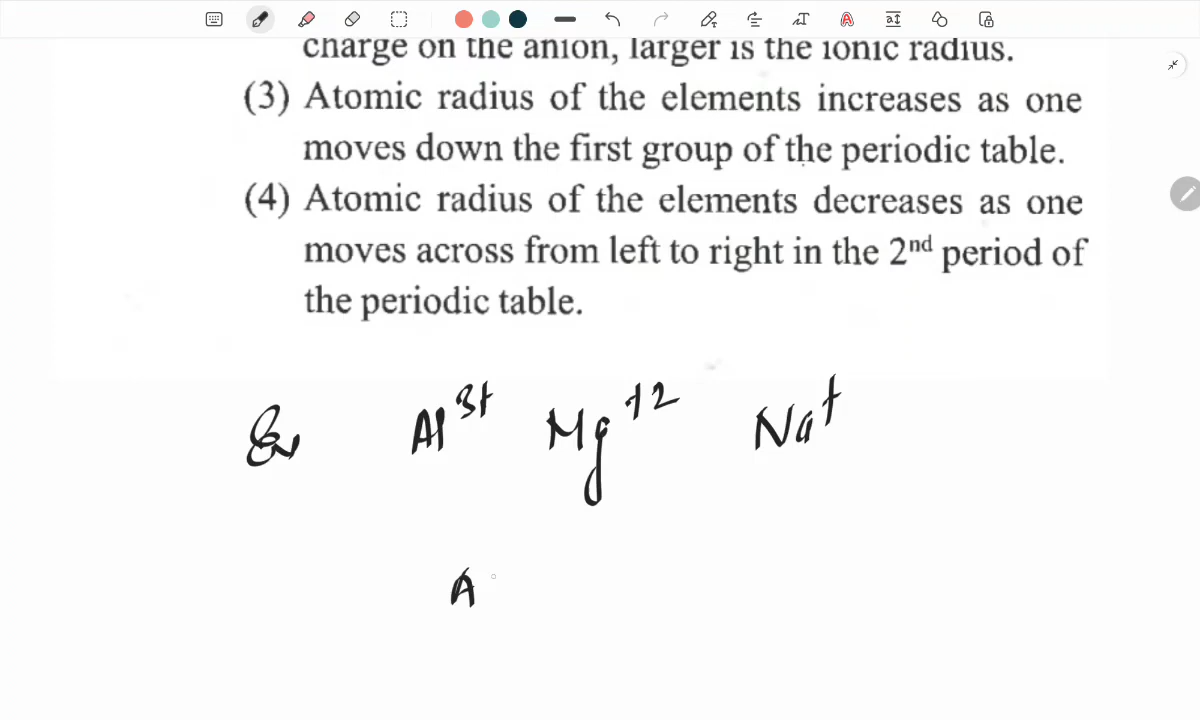 charge on the anion, larger is the ionic radius.
(3) Atomic radius of the elements increases as one
moves down the first group of the periodic table.
(4) Atomic radius of the elements decreases as one
moves across from left to right in the 2nd period of
the periodic table.
Ex Al3+ Mg+2 Na+
A